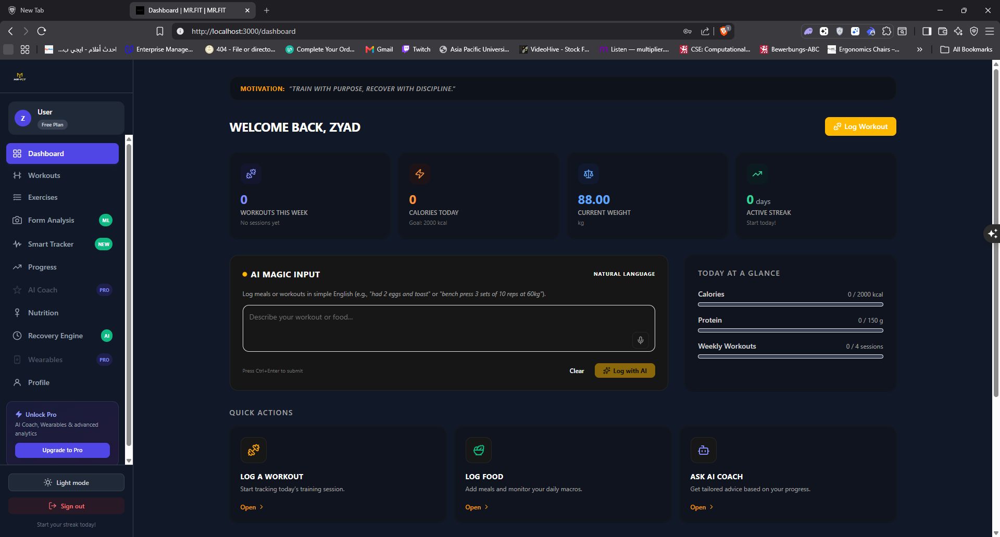 New Tab
Dashboard | MR.FIT | MR.FIT
http://localhost:3000/dashboard
1
احدث أفلام - ايجي ب...
Enterprise Manage...
404 - File or directo...
Complete Your Ord...
Gmail
Twitch
Asia Pacific Universi...
VideoHive - Stock F...
Listen — multiplier....
CSE: Computational...
Bewerbungs-ABC
Ergonomics Chairs –...
All Bookmarks
MR-FIT
Z
User
Free Plan
Dashboard
Workouts
Exercises
Form Analysis ML
Smart Tracker NEW
Progress
AI Coach PRO
Nutrition
Recovery Engine AI
Wearables PRO
Profile
Unlock Pro
AI Coach, Wearables & advanced
analytics
Upgrade to Pro
Light mode
Sign out
Start your streak today!
MOTIVATION: “TRAIN WITH PURPOSE, RECOVER WITH DISCIPLINE.”
WELCOME BACK, ZYAD
Log Workout
0
WORKOUTS THIS WEEK
No sessions yet
0
CALORIES TODAY
Goal: 2000 kcal
88.00
CURRENT WEIGHT
kg
0 days
ACTIVE STREAK
Start today!
AI MAGIC INPUT
NATURAL LANGUAGE
Log meals or workouts in simple English (e.g., "had 2 eggs and toast" or "bench press 3 sets of 10 reps at 60kg").
Describe your workout or food...
Press Ctrl+Enter to submit
Clear
Log with AI
TODAY AT A GLANCE
Calories 0 / 2000 kcal
Protein 0 / 150 g
Weekly Workouts 0 / 4 sessions
QUICK ACTIONS
LOG A WORKOUT
Start tracking today’s training session.
Open
LOG FOOD
Add meals and monitor your daily macros.
Open
ASK AI COACH
Get tailored advice based on your progress.
Open